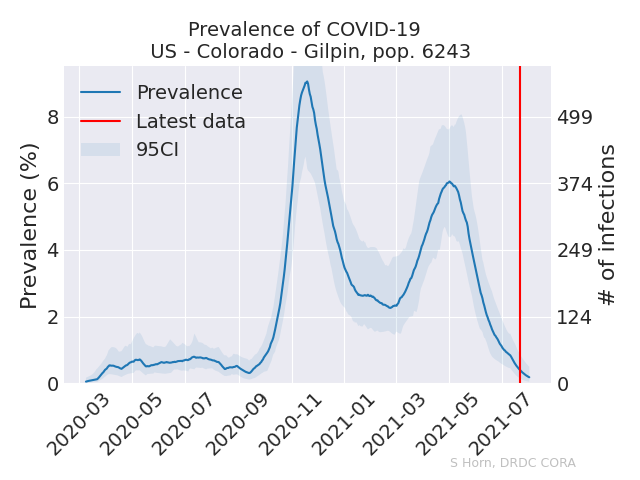 Prevalence of COVID-19
US - Colorado - Gilpin, pop. 6243
Prevalence
Latest data
95CI
Prevalence (%)
8
6
4
2
0
499
374
249
124
0
# of infections
2020-03
2020-05
2020-07
2020-09
2020-11
2021-01
2021-03
2021-05
2021-07
S Horn, DRDC CORA